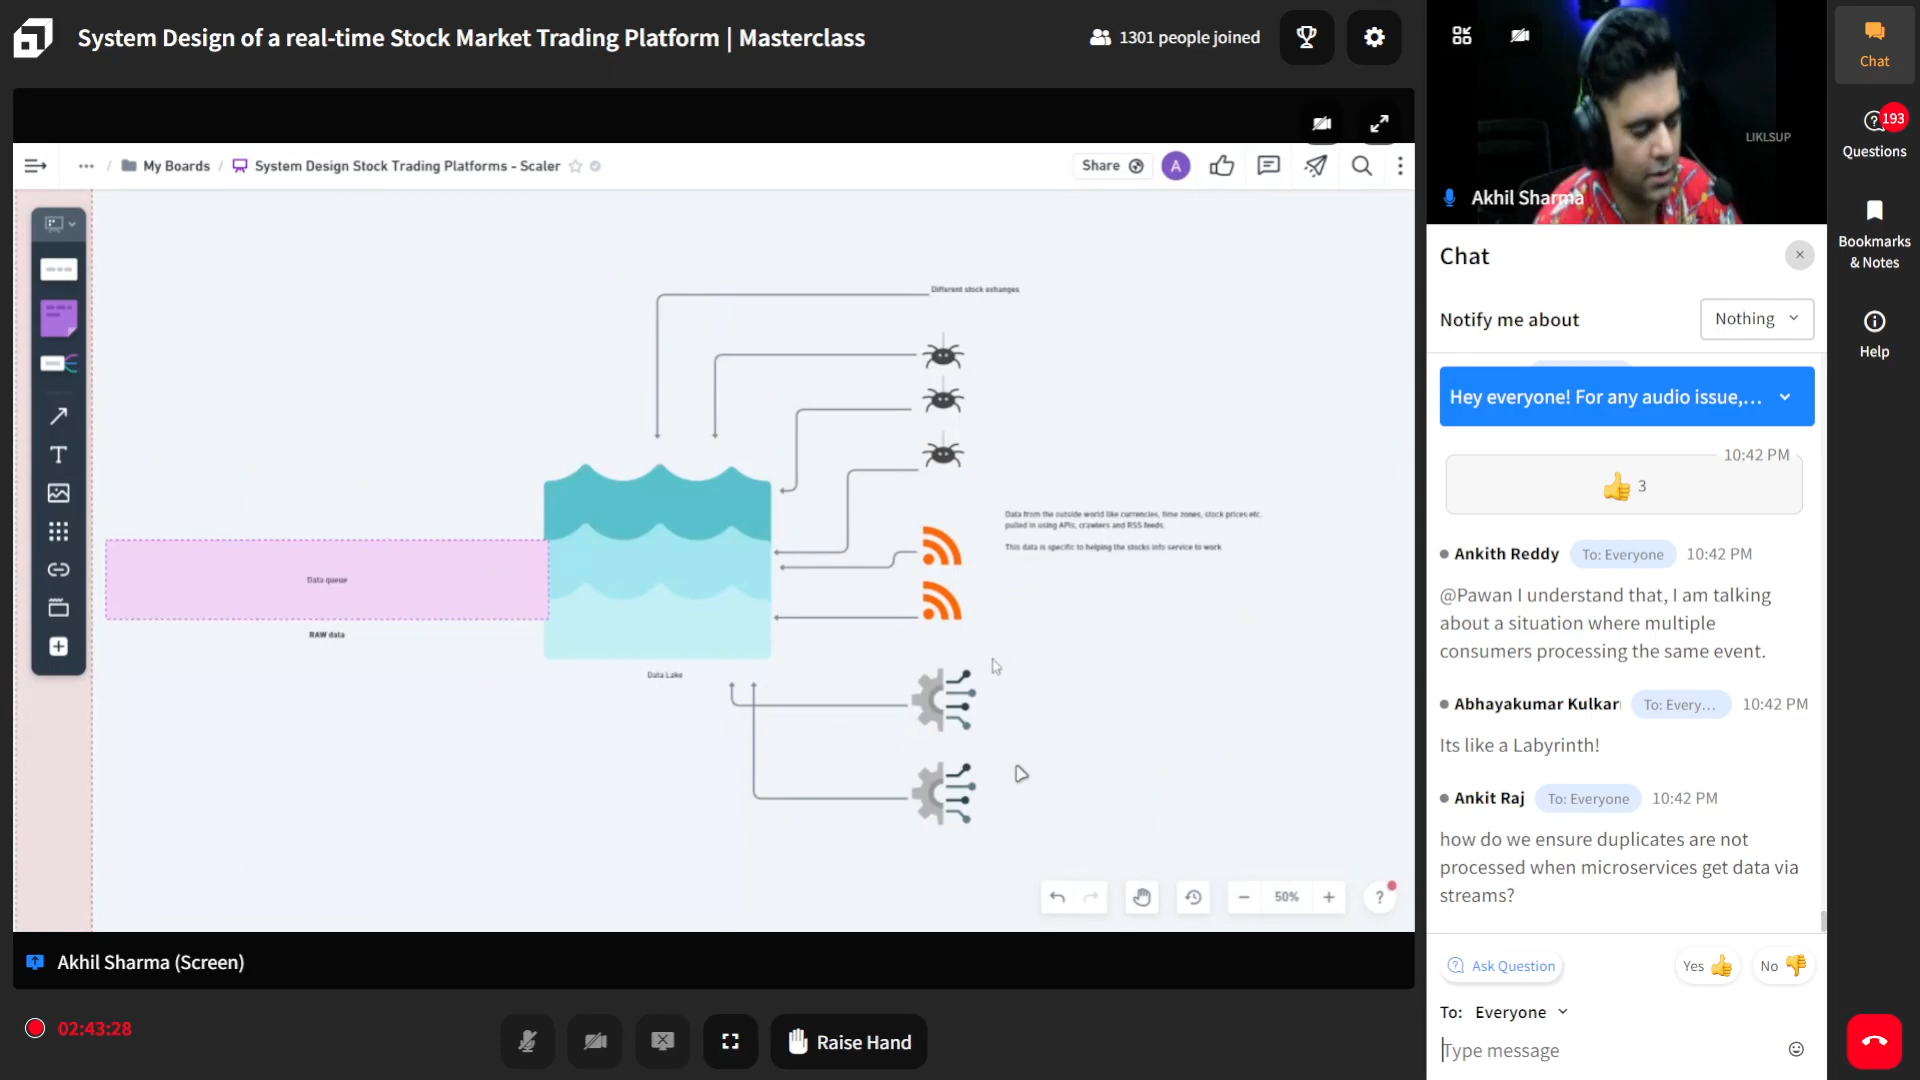 System Design of a real-time Stock Market Trading Platform | Masterclass
1301 people joined
My Boards / System Design Stock Trading Platforms - Scaler
Share
A
Different stock exhanges
Data from the outside world like currencies, time zones, stock prices etc.
pulled in using APIs, crawlers and RSS feeds.
This data is specific to helping the stocks info service to work
Data queue
RAW data
Data Lake
50%
?
Akhil Sharma (Screen)
02:43:28
Raise Hand
LIKLSUP
Akhil Sharma
Chat
Notify me about
Nothing
Hey everyone! For any audio issue,...
10:42 PM
3
Ankith Reddy To: Everyone 10:42 PM
@Pawan I understand that, I am talking
about a situation where multiple
consumers processing the same event.
Abhayakumar Kulkar To: Every... 10:42 PM
Its like a Labyrinth!
Ankit Raj To: Everyone 10:42 PM
how do we ensure duplicates are not
processed when microservices get data via
streams?
Ask Question
Yes
No
To: Everyone
Type message
Chat
193
Questions
Bookmarks
& Notes
Help